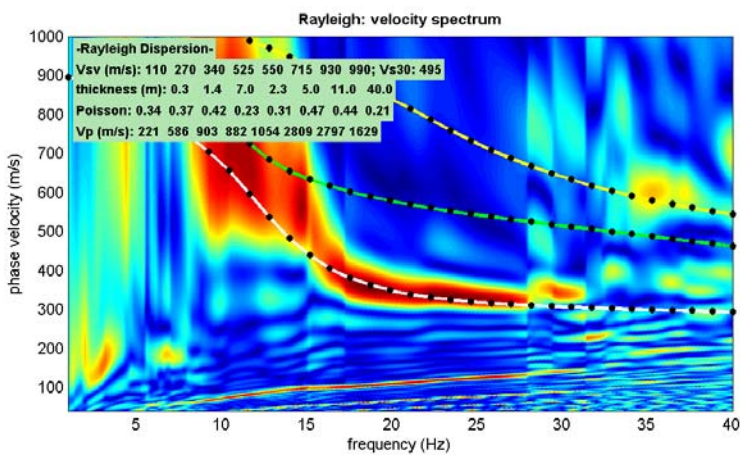 Rayleigh: velocity spectrum
1000
-Rayleigh Dispersion-
Vsv (m/s): 110 270 340 525 550 715 930 990; Vs30: 495
900
thickness (m): 0.3 1.4 7.0 2.3 5.0 11.0 40.0
Poisson: 0.34 0.37 0.42 0.23 0.31 0.47 0.44 0.21
800
Vp (m/s): 221 586 903 882 1054 2809 2797 1629
700
600
500
400
300
200
100
phase velocity (m/s)
5 10 15 20 25 30 35 40
frequency (Hz)